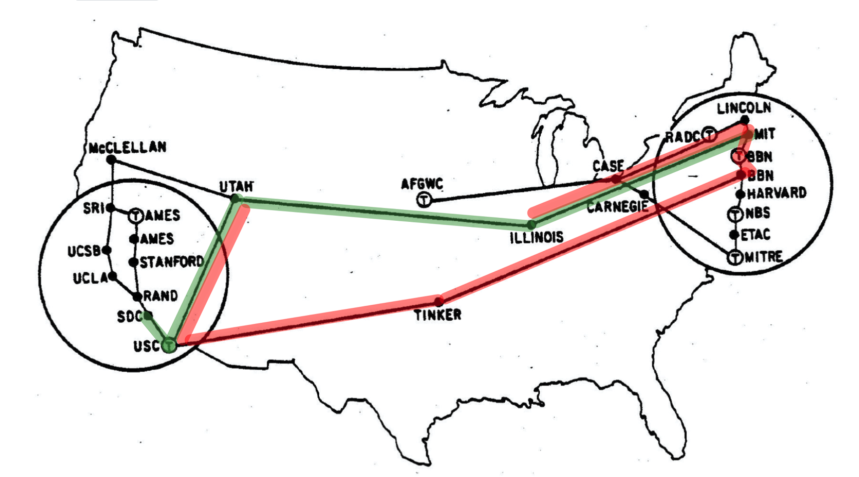 LINCOLN
RADC T
MIT
T BBN
McCLELLAN
CASE
BBN
UTAH
AFGWC
T
HARVARD
SRI
T AMES
CARNEGIE
T NBS
AMES
ILLINOIS
ETAC
UCSB
STANFORD
T MITRE
UCLA
RAND
SDC
TINKER
USC T